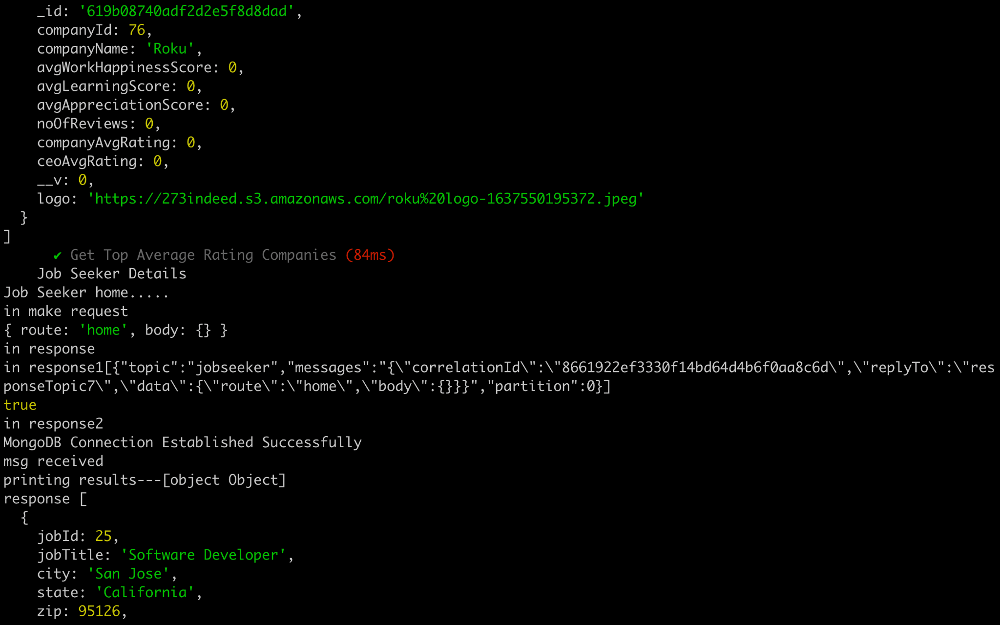 _id: '619b08740adf2d2e5f8d8dad',
companyId: 76,
companyName: 'Roku',
avgWorkHappinessScore: 0,
avgLearningScore: 0,
avgAppreciationScore: 0,
noOfReviews: 0,
companyAvgRating: 0,
ceoAvgRating: 0,
__v: 0,
logo: 'https://273indeed.s3.amazonaws.com/roku%20logo-1637550195372.jpeg'
}
]
✔ Get Top Average Rating Companies (84ms)
Job Seeker Details
Job Seeker home.....
in make request
{ route: 'home', body: {} }
in response
in response1[{"topic":"jobseeker","messages":"{\"correlationId\":\"8661922ef3330f14bd64d4b6f0aa8c6d\",\"replyTo\":\"res
ponseTopic7\",\"data\":{\"route\":\"home\",\"body\":{}}}","partition":0}]
true
in response2
MongoDB Connection Established Successfully
msg received
printing results---[object Object]
response [
{
jobId: 25,
jobTitle: 'Software Developer',
city: 'San Jose',
state: 'California',
zip: 95126,